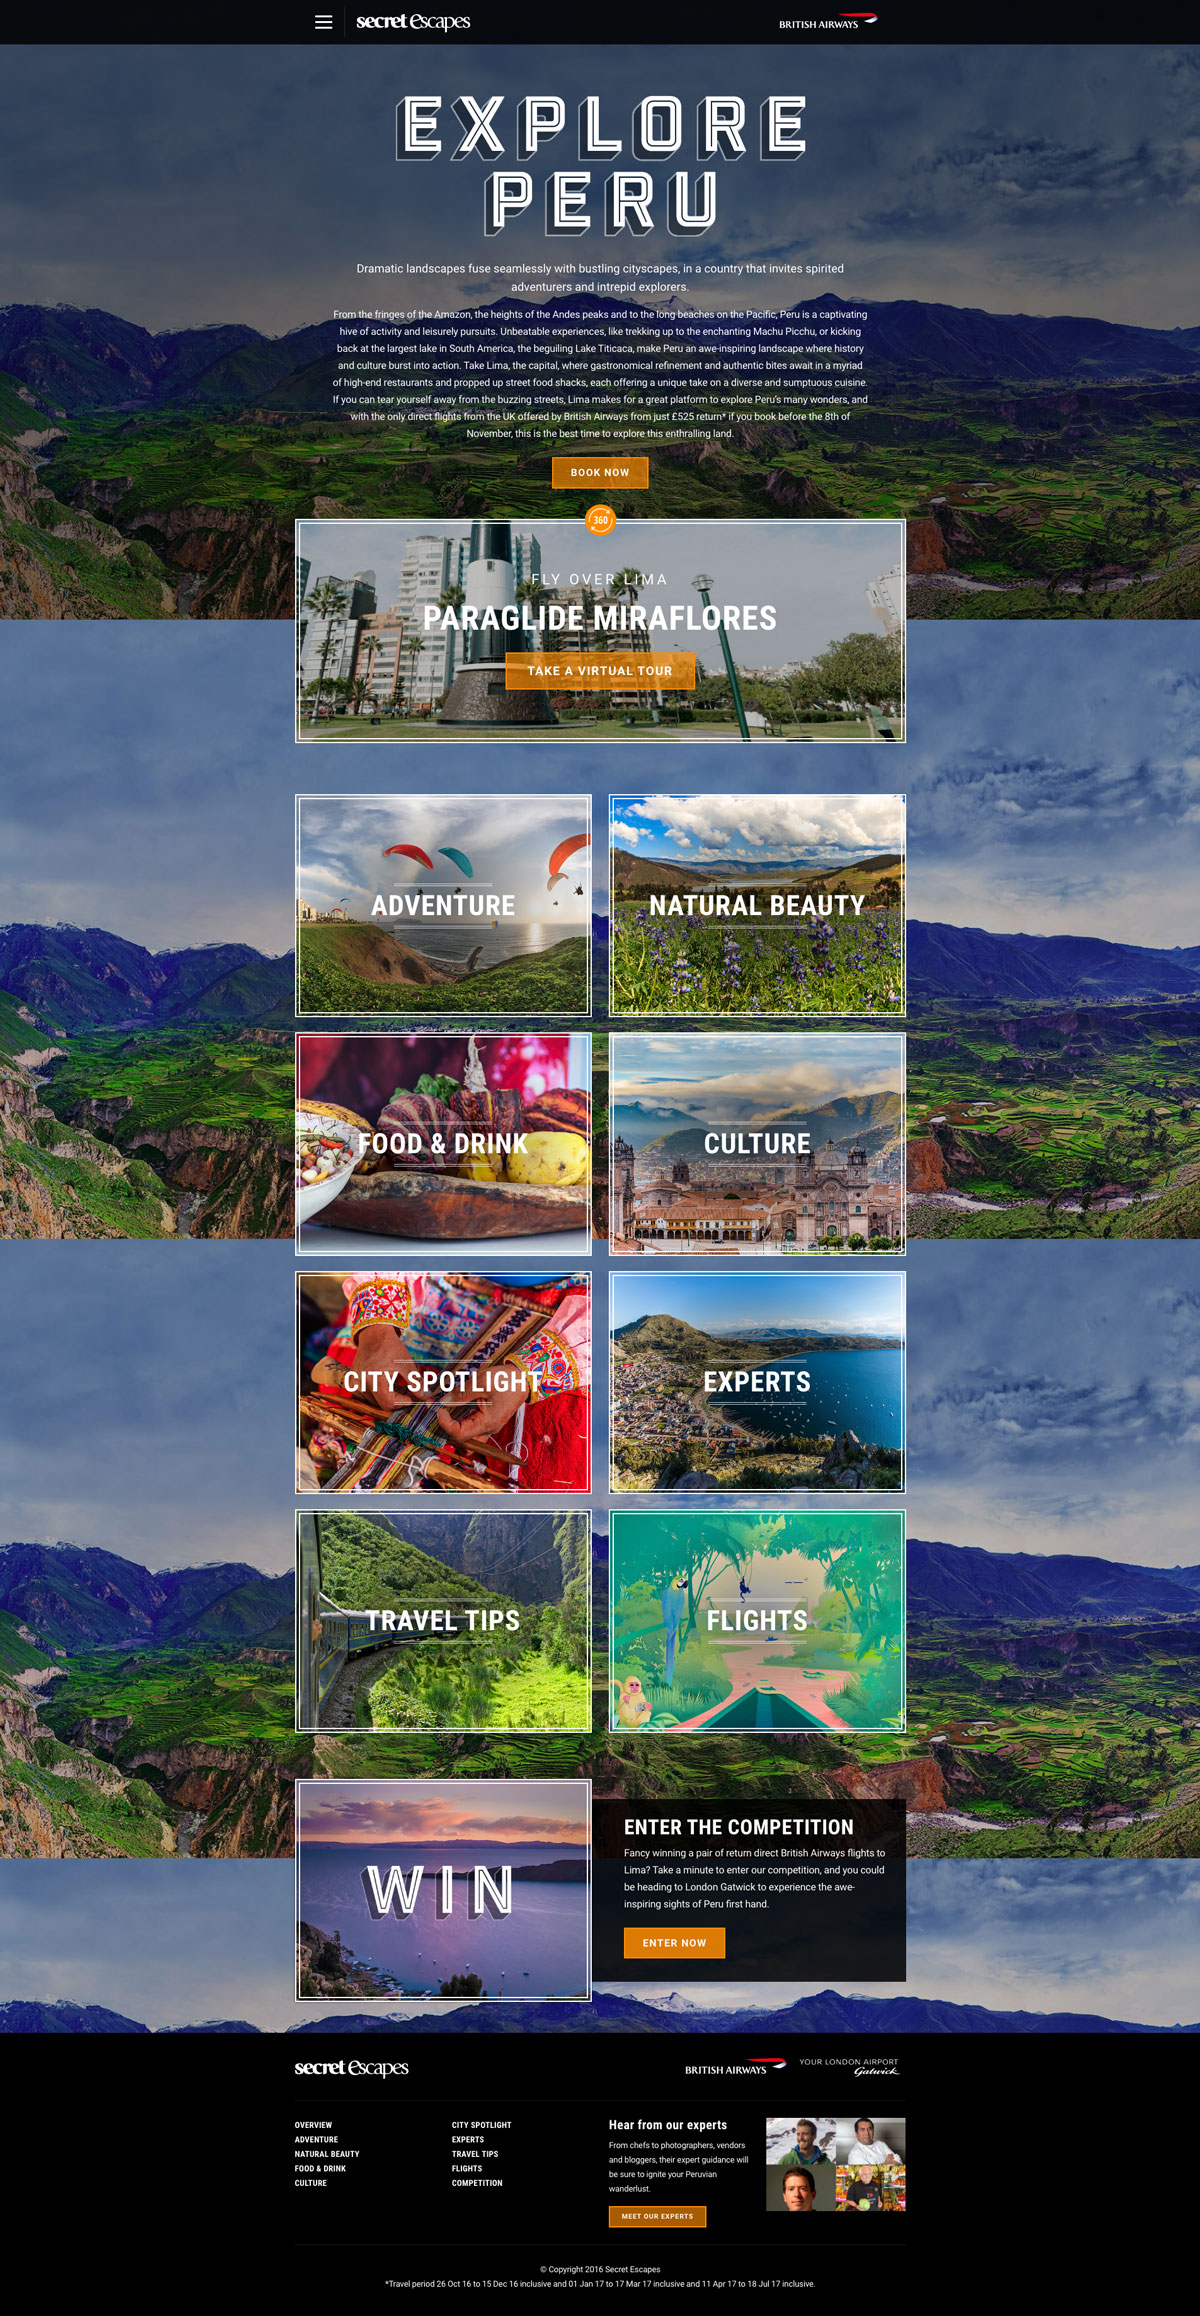 secret escapes
BRITISH AIRWAYS
EXPLORE
PERU
Dramatic landscapes fuse seamlessly with bustling cityscapes, in a country that invites spirited
adventurers and intrepid explorers.
From the fringes of the Amazon, the heights of the Andes peaks and to the long beaches on the Pacific, Peru is a captivating
hive of activity and leisurely pursuits. Unbeatable experiences, like trekking up to the enchanting Machu Picchu, or kicking
back at the largest lake in South America, the beguiling Lake Titicaca, make Peru an awe-inspiring landscape where history
and culture burst into action. Take Lima, the capital, where gastronomical refinement and authentic bites await in a myriad
of high-end restaurants and propped up street food shacks, each offering a unique take on a diverse and sumptuous cuisine.
If you can tear yourself away from the buzzing streets, Lima makes for a great platform to explore Peru's many wonders, and
with the only direct flights from the UK offered by British Airways from just £525 return* if you book before the 8th of
November, this is the best time to explore this enthralling land.
BOOK NOW
360
FLY OVER LIMA
PARAGLIDE MIRAFLORES
TAKE A VIRTUAL TOUR
ADVENTURE
NATURAL BEAUTY
FOOD & DRINK
CULTURE
CITY SPOTLIGHT
EXPERTS
TRAVEL TIPS
FLIGHTS
WIN
ENTER THE COMPETITION
Fancy winning a pair of return direct British Airways flights to
Lima? Take a minute to enter our competition, and you could
be heading to London Gatwick to experience the awe-
inspiring sights of Peru first hand.
ENTER NOW
secret escapes
BRITISH AIRWAYS
YOUR LONDON AIRPORT
Gatwick
OVERVIEW
ADVENTURE
NATURAL BEAUTY
FOOD & DRINK
CULTURE
CITY SPOTLIGHT
EXPERTS
TRAVEL TIPS
FLIGHTS
COMPETITION
Hear from our experts
From chefs to photographers, vendors
and bloggers, their expert guidance will
be sure to ignite your Peruvian
wanderlust.
MEET OUR EXPERTS
© Copyright 2016 Secret Escapes
*Travel period 26 Oct 16 to 15 Dec 16 inclusive and 01 Jan 17 to 17 Mar 17 inclusive and 11 Apr 17 to 18 Jul 17 inclusive.